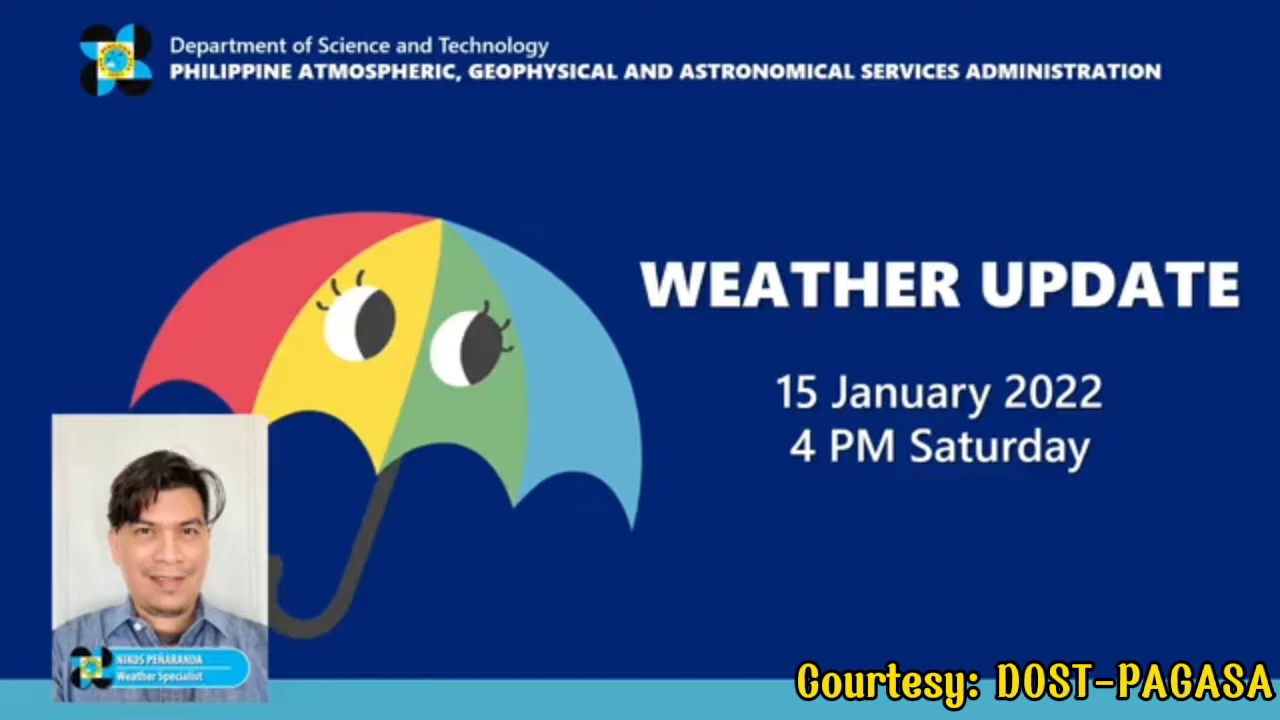 Department of Science and Technology
PHILIPPINE ATMOSPHERIC, GEOPHYSICAL AND ASTRONOMICAL SERVICES ADMINISTRATION
WEATHER UPDATE
15 January 2022
4 PM Saturday
NIKOS PEÑARANDA
Weather Specialist
Courtesy: DOST-PAGASA